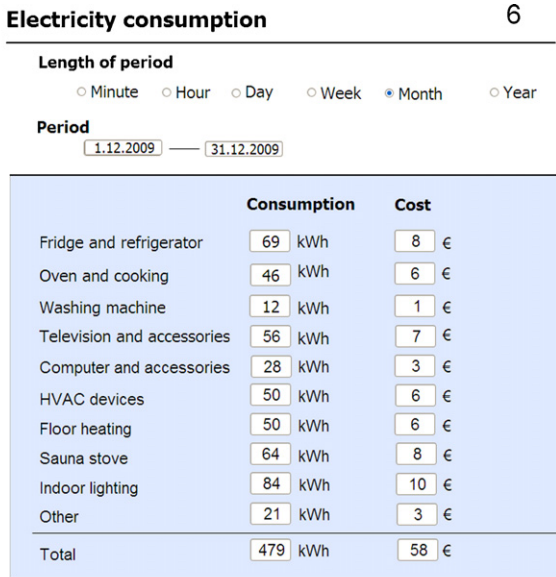 Electricity consumption 6
Length of period
Minute Hour Day Week Month Year
Period
1.12.2009 31.12.2009
Consumption Cost
Fridge and refrigerator 69 kWh 8 €
Oven and cooking 46 kWh 6 €
Washing machine 12 kWh 1 €
Television and accessories 56 kWh 7 €
Computer and accessories 28 kWh 3 €
HVAC devices 50 kWh 6 €
Floor heating 50 kWh 6 €
Sauna stove 64 kWh 8 €
Indoor lighting 84 kWh 10 €
Other 21 kWh 3 €
Total 479 kWh 58 €